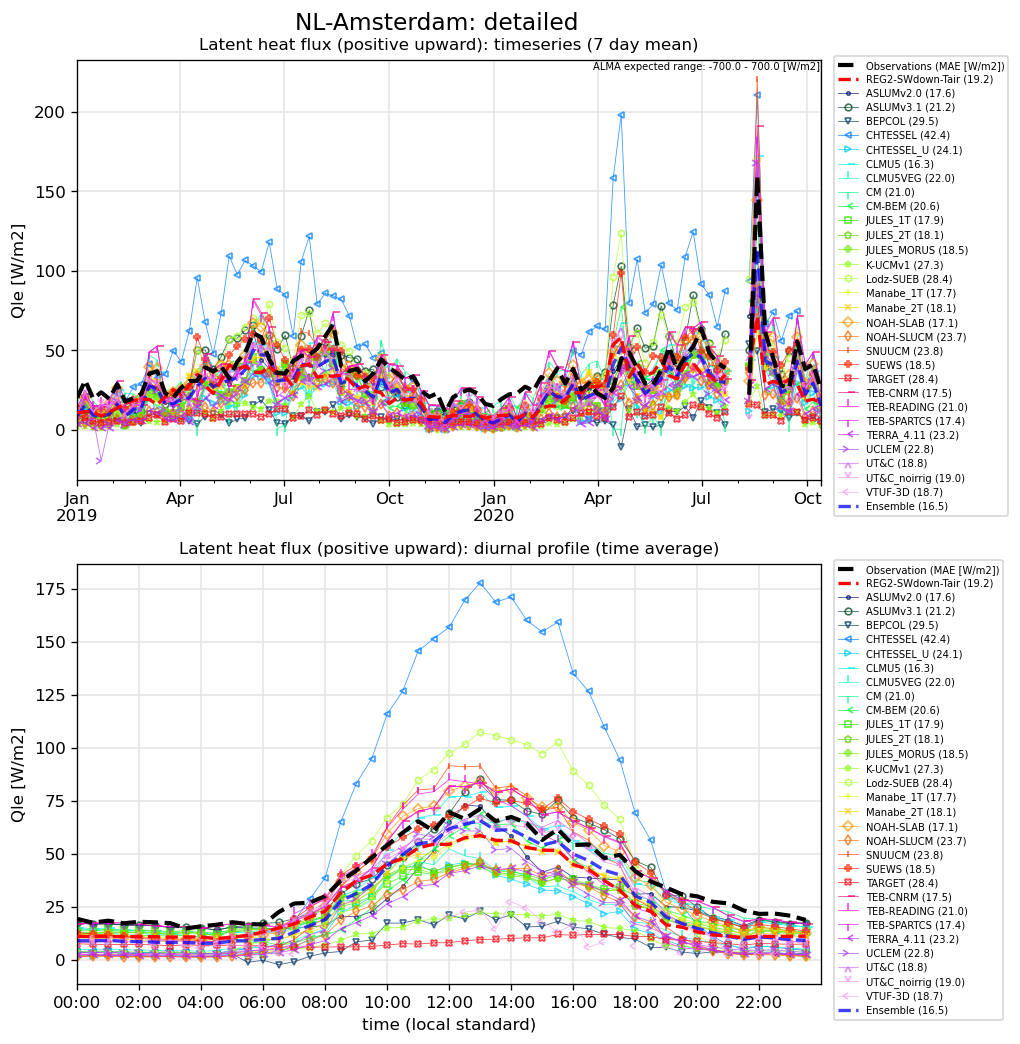 NL-Amsterdam: detailed
Latent heat flux (positive upward): timeseries (7 day mean)
ALMA expected range: -700.0 - 700.0 [W/m2]
Qle [W/m2]
200
150
100
50
0
Jan
2019
Apr
Jul
Oct
Jan
2020
Apr
Jul
Oct
Observations (MAE [W/m2])
REG2-SWdown-Tair (19.2)
ASLUMv2.0 (17.6)
ASLUMv3.1 (21.2)
BEPCOL (29.5)
CHTESSEL (42.4)
CHTESSEL_U (24.1)
CLMU5 (16.3)
CLMU5VEG (22.0)
CM (21.0)
CM-BEM (20.6)
JULES_1T (17.9)
JULES_2T (18.1)
JULES_MORUS (18.5)
K-UCMv1 (27.3)
Lodz-SUEB (28.4)
Manabe_1T (17.7)
Manabe_2T (18.1)
NOAH-SLAB (17.1)
NOAH-SLUCM (23.7)
SNUUCM (23.8)
SUEWS (18.5)
TARGET (28.4)
TEB-CNRM (17.5)
TEB-READING (21.0)
TEB-SPARTCS (17.4)
TERRA_4.11 (23.2)
UCLEM (22.8)
UT&C (18.8)
UT&C_noirrig (19.0)
VTUF-3D (18.7)
Ensemble (16.5)
Latent heat flux (positive upward): diurnal profile (time average)
Qle [W/m2]
175
150
125
100
75
50
25
0
00:00
02:00
04:00
06:00
08:00
10:00
12:00
14:00
16:00
18:00
20:00
22:00
time (local standard)
Observation (MAE [W/m2])
REG2-SWdown-Tair (19.2)
ASLUMv2.0 (17.6)
ASLUMv3.1 (21.2)
BEPCOL (29.5)
CHTESSEL (42.4)
CHTESSEL_U (24.1)
CLMU5 (16.3)
CLMU5VEG (22.0)
CM (21.0)
CM-BEM (20.6)
JULES_1T (17.9)
JULES_2T (18.1)
JULES_MORUS (18.5)
K-UCMv1 (27.3)
Lodz-SUEB (28.4)
Manabe_1T (17.7)
Manabe_2T (18.1)
NOAH-SLAB (17.1)
NOAH-SLUCM (23.7)
SNUUCM (23.8)
SUEWS (18.5)
TARGET (28.4)
TEB-CNRM (17.5)
TEB-READING (21.0)
TEB-SPARTCS (17.4)
TERRA_4.11 (23.2)
UCLEM (22.8)
UT&C (18.8)
UT&C_noirrig (19.0)
VTUF-3D (18.7)
Ensemble (16.5)